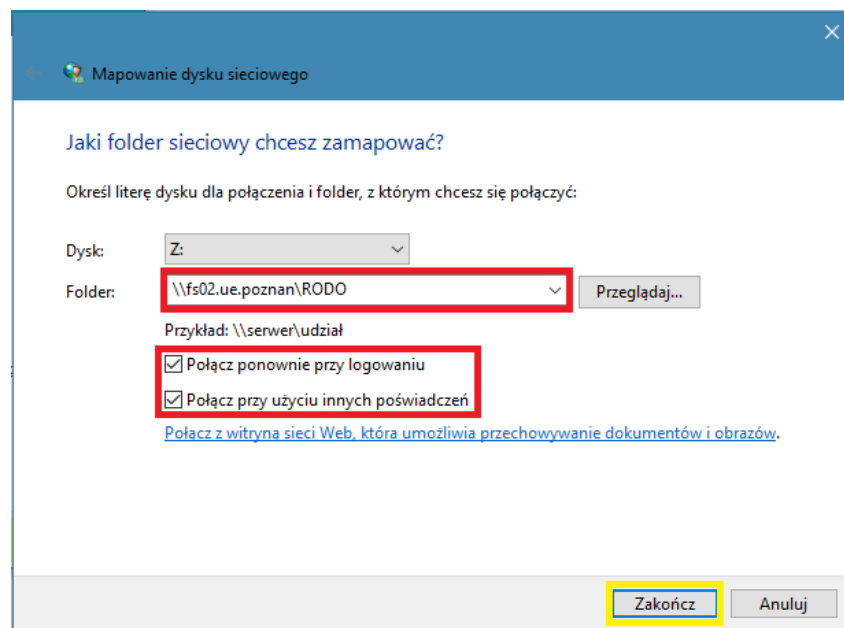 Mapowanie dysku sieciowego
Jaki folder sieciowy chcesz zamapować?
Określ literę dysku dla połączenia i folder, z którym chcesz się połączyć:
Dysk: Z:
Folder: \\fs02.ue.poznan\RODO Przeglądaj...
Przykład: \\serwer\udział
Połącz ponownie przy logowaniu
Połącz przy użyciu innych poświadczeń
Połacz z witryna sieci Web, która umożliwia przechowywanie dokumentów i obrazów.
Zakończ Anuluj